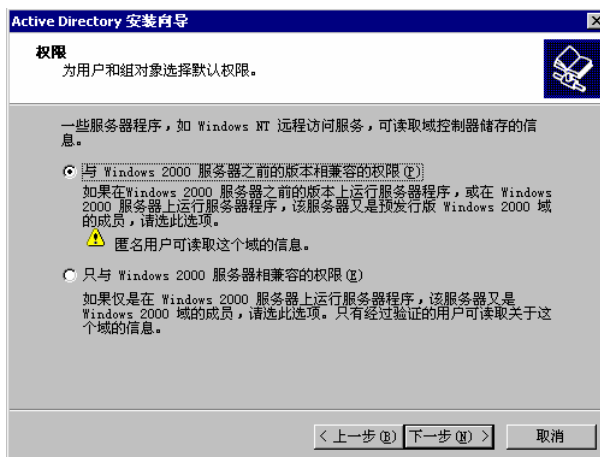 Active Directory 安装向导
权限
为用户和组对象选择默认权限。
一些服务器程序，如 Windows NT 远程访问服务，可读取域控制器储存的信
息。
与 Windows 2000 服务器之前的版本相兼容的权限(P)
如果在Windows 2000 服务器之前的版本上运行服务器程序，或在 Windows
2000 服务器上运行服务器程序，该服务器又是预发行版 Windows 2000 域
的成员，请选此选项。
匿名用户可读取这个域的信息。
只与 Windows 2000 服务器相兼容的权限(E)
如果仅是在 Windows 2000 服务器上运行服务器程序，该服务器又是
Windows 2000 域的成员，请选此选项。只有经过验证的用户可读取关于这
个域的信息。
< 上一步(B) 下一步(N) > 取消